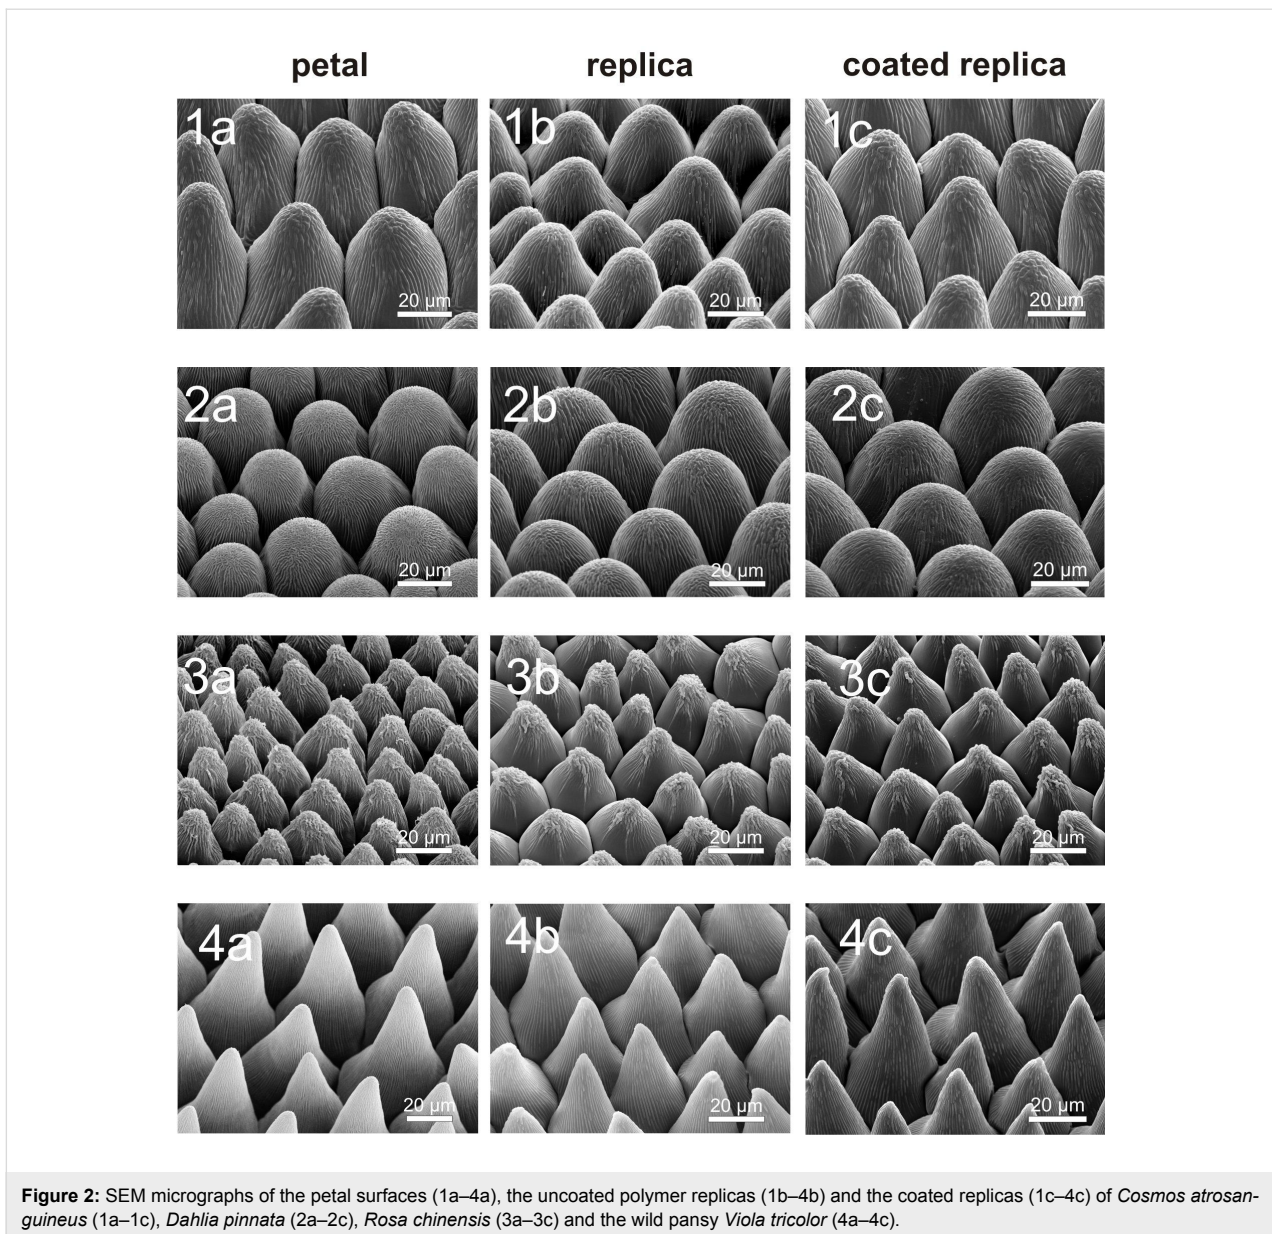 petal replica coated replica
1a 1b 1c
20 µm 20 µm 20 µm
2a 2b 2c
20 µm 20 µm 20 µm
3a 3b 3c
20 µm 20 µm 20 µm
4a 4b 4c
20 µm 20 µm 20 µm
Figure 2: SEM micrographs of the petal surfaces (1a–4a), the uncoated polymer replicas (1b–4b) and the coated replicas (1c–4c) of Cosmos atrosan-
guineus (1a–1c), Dahlia pinnata (2a–2c), Rosa chinensis (3a–3c) and the wild pansy Viola tricolor (4a–4c).